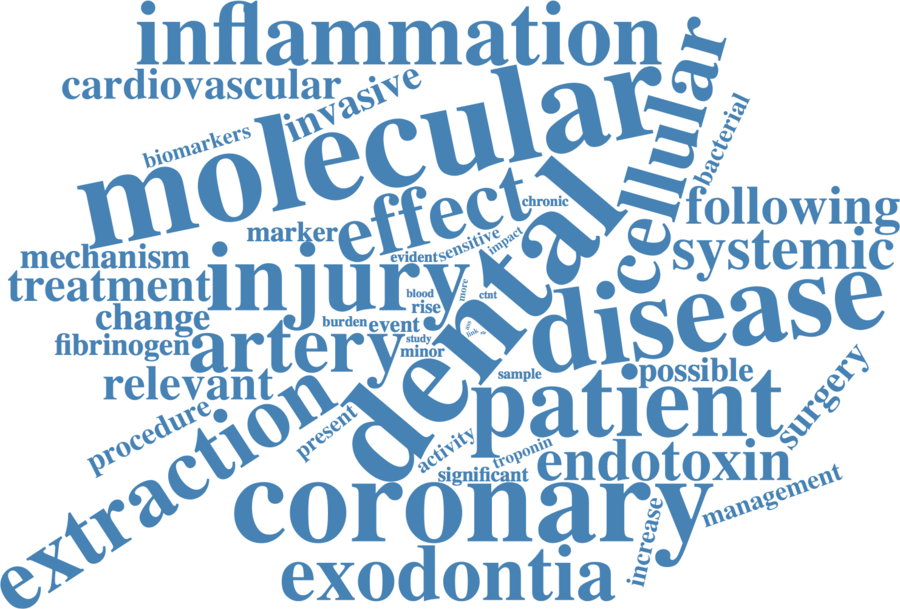 inflammation
cardiovascular
invasive
molecular
cellular
biomarkers
bacterial
effect
chronic
following
marker
dental
systemic
mechanism
evident
sensitive
impact
injury
treatment
disease
blood
more
ctnt
rise
change
burden
event
fibrinogen
artery
study
minor
link
relevant
sample
possible
patient
surgery
procedure
present
extraction
activity
troponin
endotoxin
significant
coronary
management
increase
exodontia